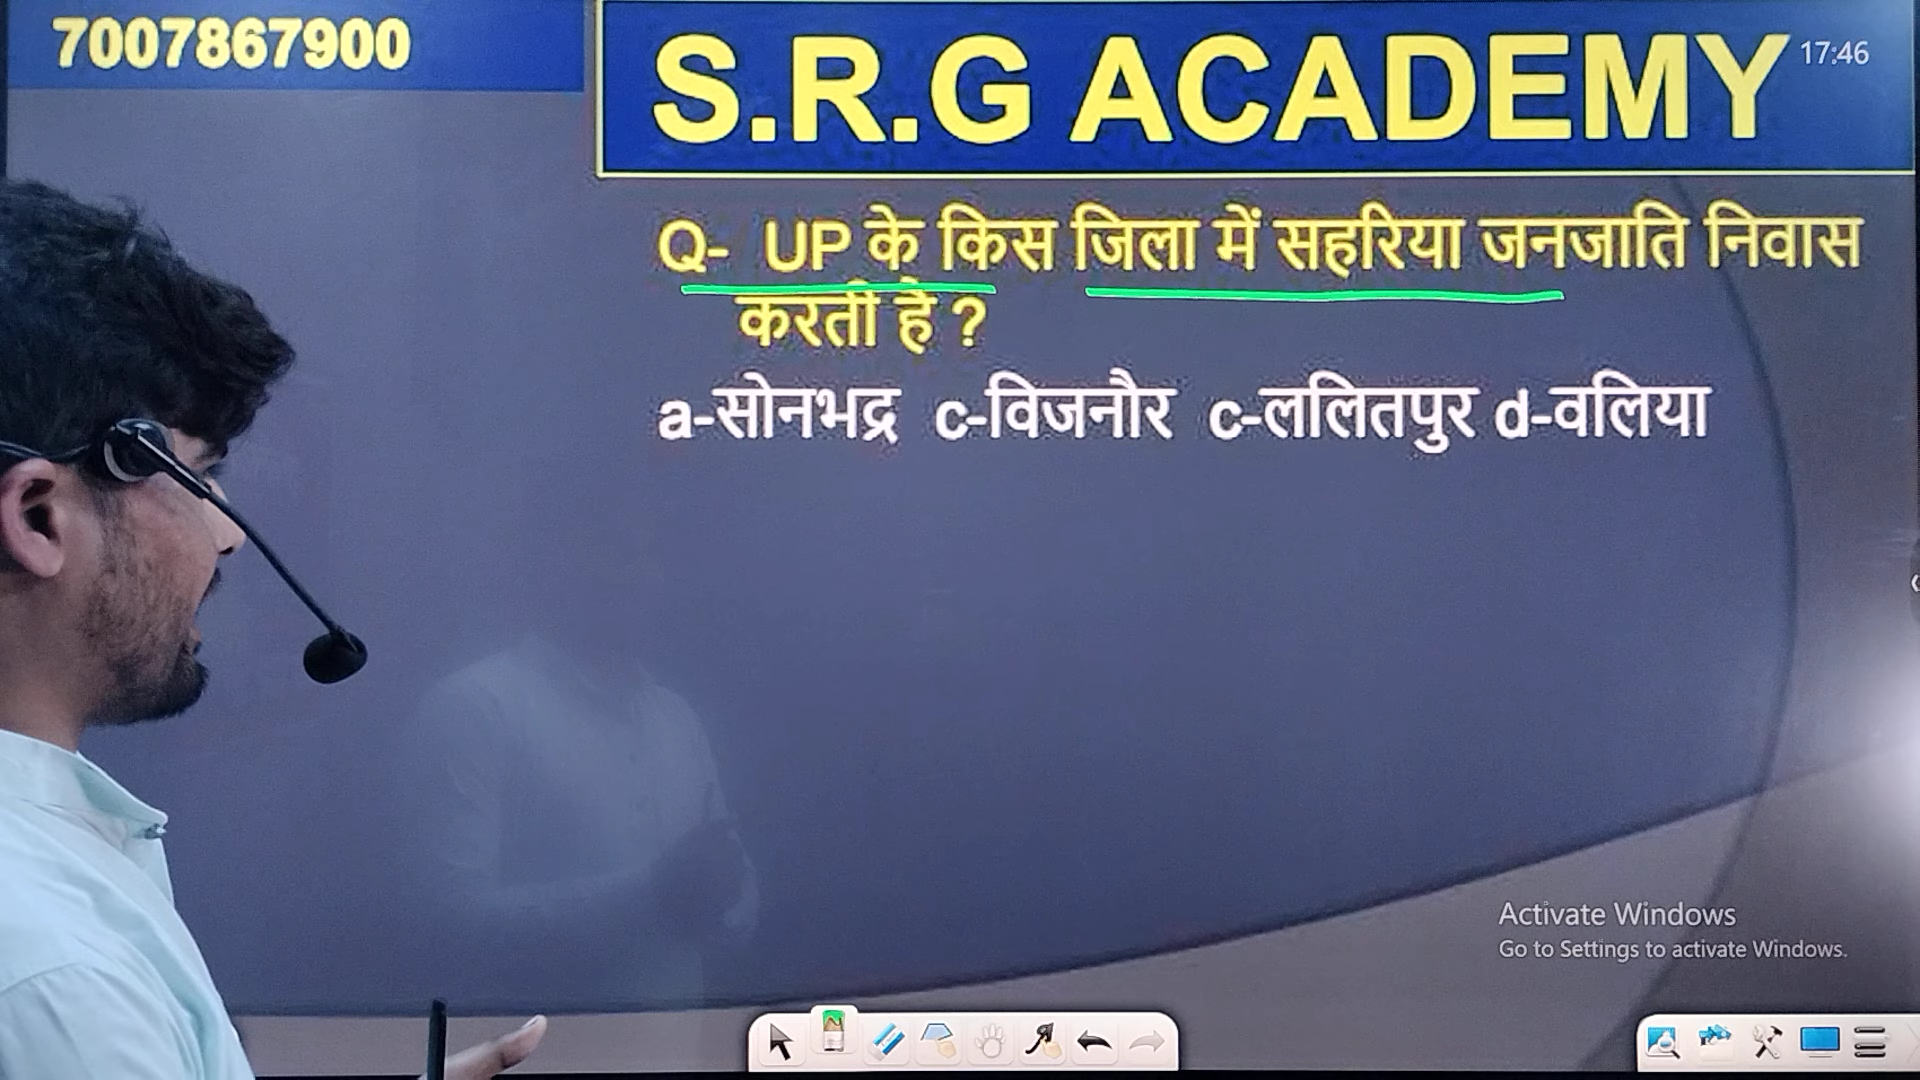 7007867900
S.R.G ACADEMY
17:46
Q- UP के किस जिला में सहरिया जनजाति निवास
करती हे ?
a-सोनभद्र c-विजनौर c-ललितपुर d-वलिया
Activate Windows
Go to Settings to activate Windows.